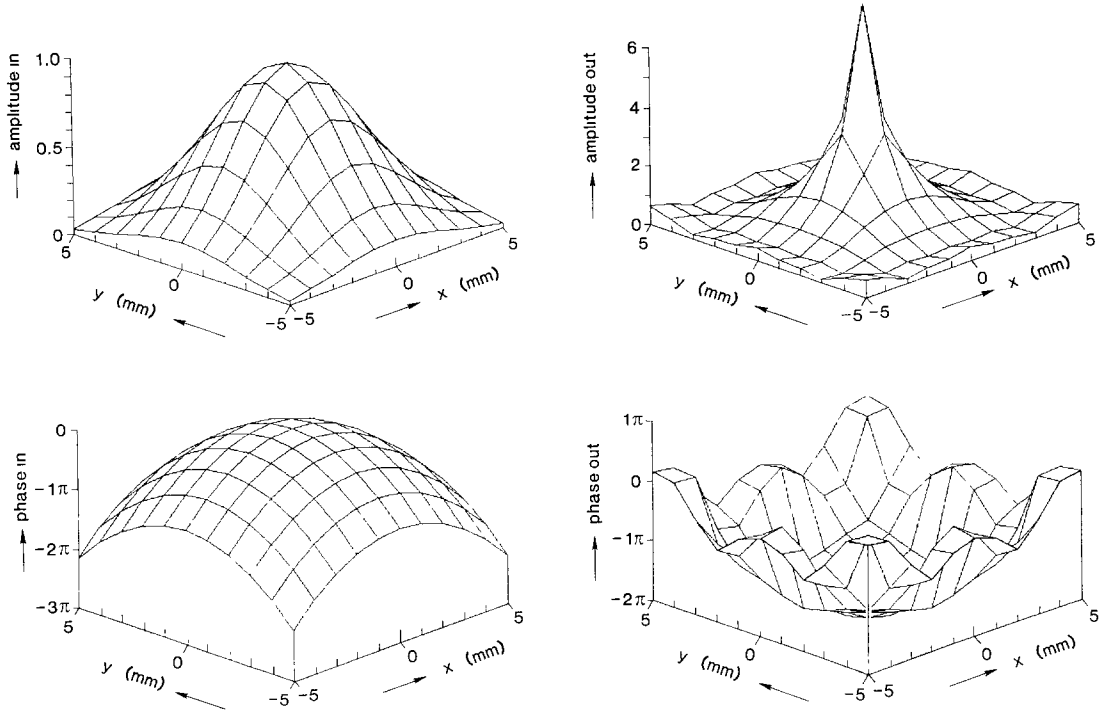 amplitude in
1.0
0.5
0
5
0
-5
y (mm)
-5
0
5
x (mm)
amplitude out
6
4
2
0
5
0
-5
y (mm)
-5
0
5
x (mm)
phase in
0
-1π
-2π
-3π
5
0
-5
y (mm)
-5
0
5
x (mm)
phase out
1π
0
-1π
-2π
5
0
-5
y (mm)
-5
0
5
x (mm)